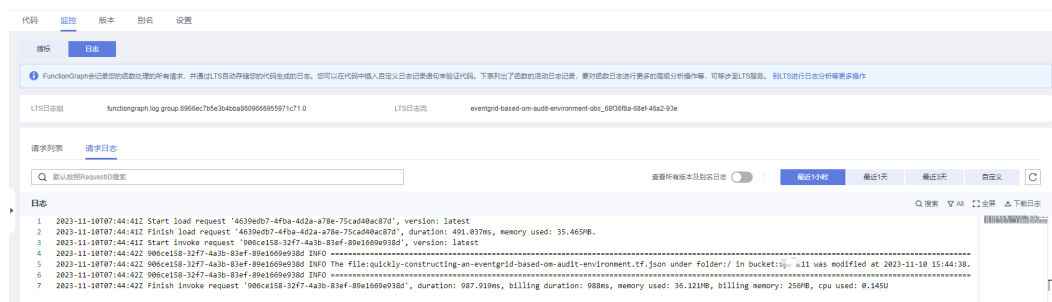 代码 监控 版本 别名 设置
指标 日志
FunctionGraph会记录您的函数处理的所有请求，并通过LTS自动存储您的代码生成的日志。您可以在代码中插入自定义日志记录语句来验证代码。下表列出了函数的活动日志记录，要对函数日志进行更多的高级分析操作等，可移步至LTS服务。 到LTS进行日志分析等更多操作
LTS日志组 functiongraph.log.group.8966ec7b5e3b4bba8609666955971c71.0 LTS日志流 eventgrid-based-om-audit-environment-obs_68f36f8a-68ef-46a2-93e
请求列表 请求日志
默认按照RequestID搜索 查看所有版本及别名日志 最近1小时 最近1天 最近3天 自定义
日志 搜索 All 全屏 下载日志
1 2023-11-10T07:44:41Z Start load request '4639edb7-4fba-4d2a-a78e-75cad40ac87d', version: latest
2 2023-11-10T07:44:41Z Finish load request '4639edb7-4fba-4d2a-a78e-75cad40ac87d', duration: 491.037ms, memory used: 35.465MB.
3 2023-11-10T07:44:41Z Start invoke request '906ce158-32f7-4a3b-83ef-89e1669e938d', version: latest
4 2023-11-10T07:44:42Z 906ce158-32f7-4a3b-83ef-89e1669e938d INFO
5 2023-11-10T07:44:42Z 906ce158-32f7-4a3b-83ef-89e1669e938d INFO The file:quickly-constructing-an-eventgrid-based-om-audit-environment.tf.json under folder:/ in bucket: 11 was modified at 2023-11-10 15:44:38.
6 2023-11-10T07:44:42Z 906ce158-32f7-4a3b-83ef-89e1669e938d INFO
7 2023-11-10T07:44:42Z Finish invoke request '906ce158-32f7-4a3b-83ef-89e1669e938d', duration: 987.919ms, billing duration: 988ms, memory used: 36.121MB, billing memory: 256MB, cpu used: 0.145U